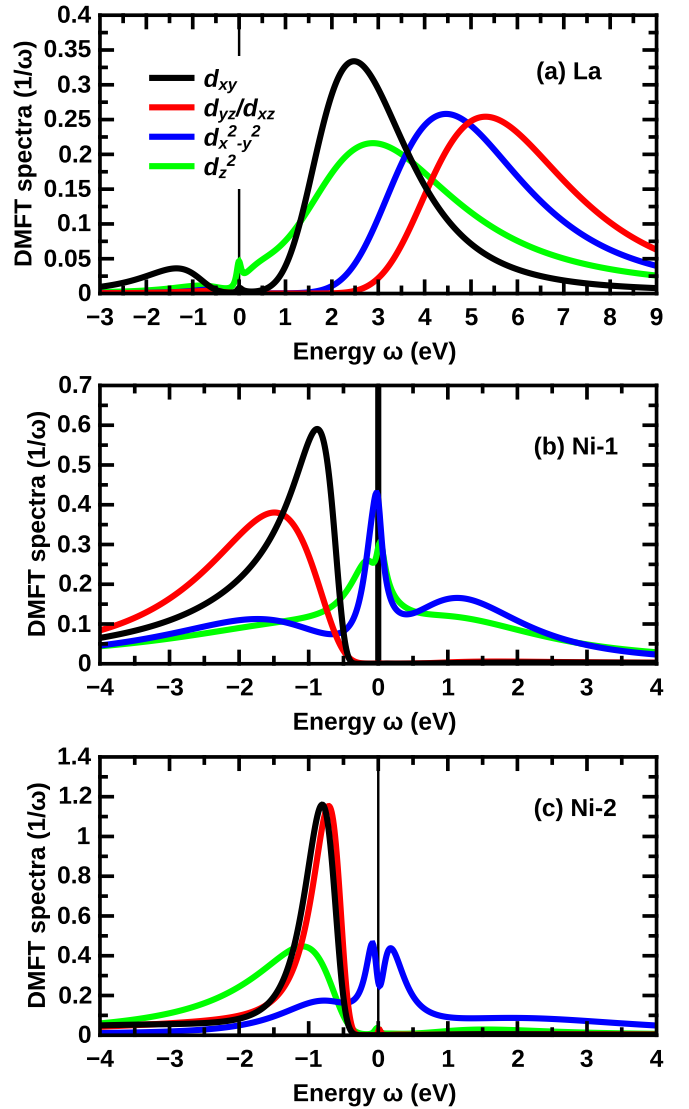 0.4
0.35
0.3
0.25
0.2
0.15
0.1
0.05
0
DMFT spectra (1/ω)
(a) La
dxy
dyz/dxz
dx²-y²
dz²
−3 −2 −1 0 1 2 3 4 5 6 7 8 9
Energy ω (eV)
0.7
0.6
0.5
0.4
0.3
0.2
0.1
0
DMFT spectra (1/ω)
(b) Ni-1
−4 −3 −2 −1 0 1 2 3 4
Energy ω (eV)
1.4
1.2
1
0.8
0.6
0.4
0.2
0
DMFT spectra (1/ω)
(c) Ni-2
−4 −3 −2 −1 0 1 2 3 4
Energy ω (eV)